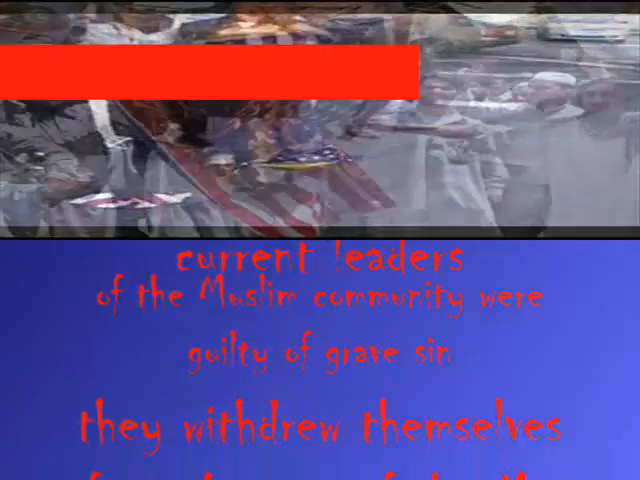 current leaders
of the Muslim community were
guilty of grave sin
they withdrew themselves